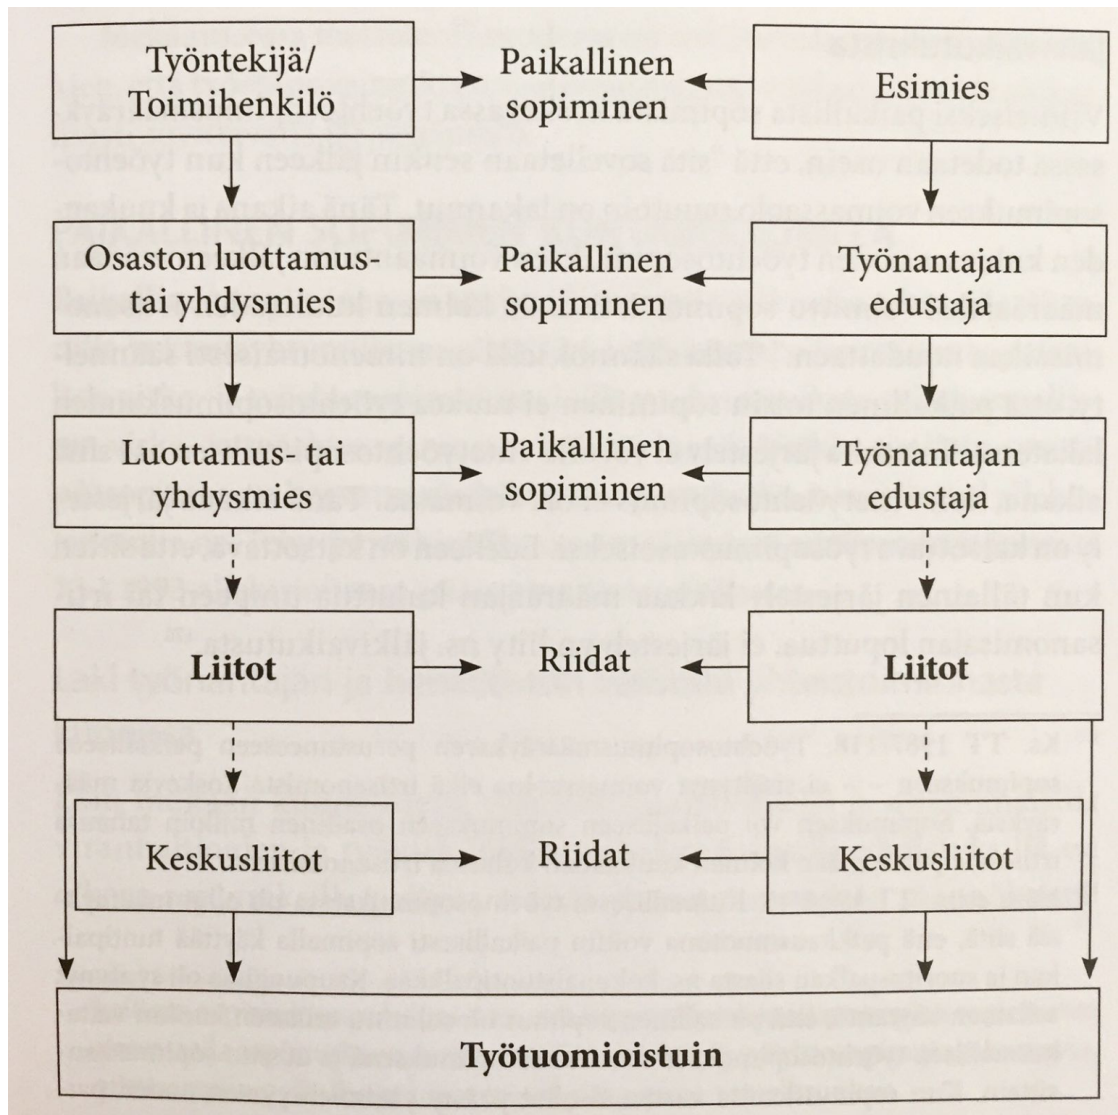 Työntekijä/
Toimihenkilö
Paikallinen
sopiminen
Esimies
Osaston luottamus-
tai yhdysmies
Paikallinen
sopiminen
Työnantajan
edustaja
Luottamus- tai
yhdysmies
Paikallinen
sopiminen
Työnantajan
edustaja
Liitot
Riidat
Liitot
Keskusliitot
Riidat
Keskusliitot
Työtuomioistuin